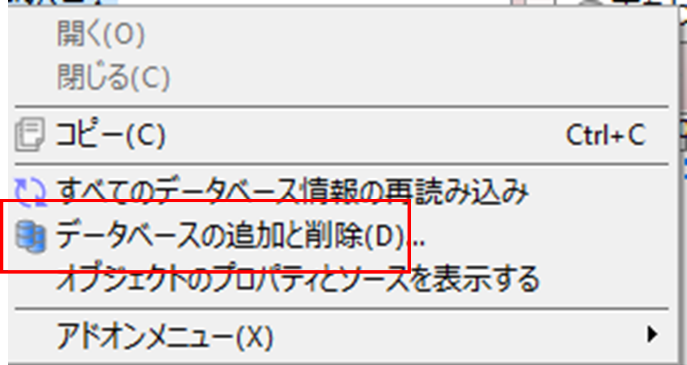 開く(O)
閉じる(C)
コピー(C) Ctrl+C
すべてのデータベース情報の再読み込み
データベースの追加と削除(D)...
オブジェクトのプロパティとソースを表示する
アドオンメニュー(X)